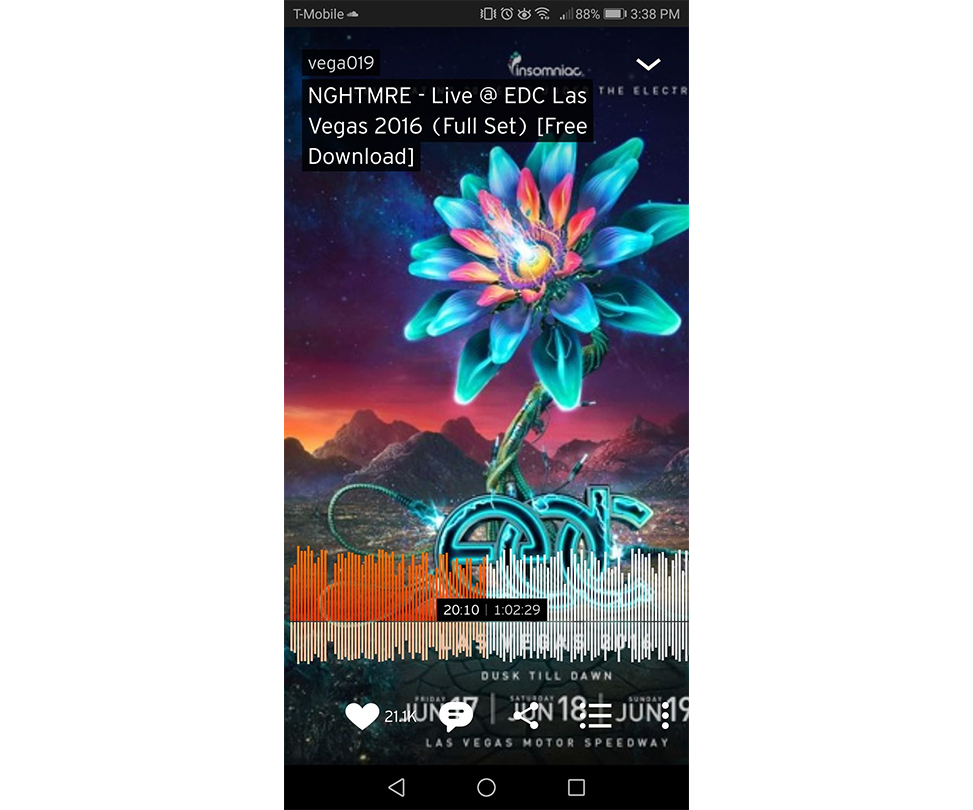 T-Mobile 88% 3:38 PM
vega019
insomniac
THE ELECTR
NGHTMRE - Live @ EDC Las
Vegas 2016 (Full Set) [Free
Download]
edc
20:10 | 1:02:29
LAS VEGAS 2016
DUSK TILL DAWN
FRIDAY SATURDAY SUNDAY
21.1K JUN 17 | JUN 18 | JUN 19
LAS VEGAS MOTOR SPEEDWAY